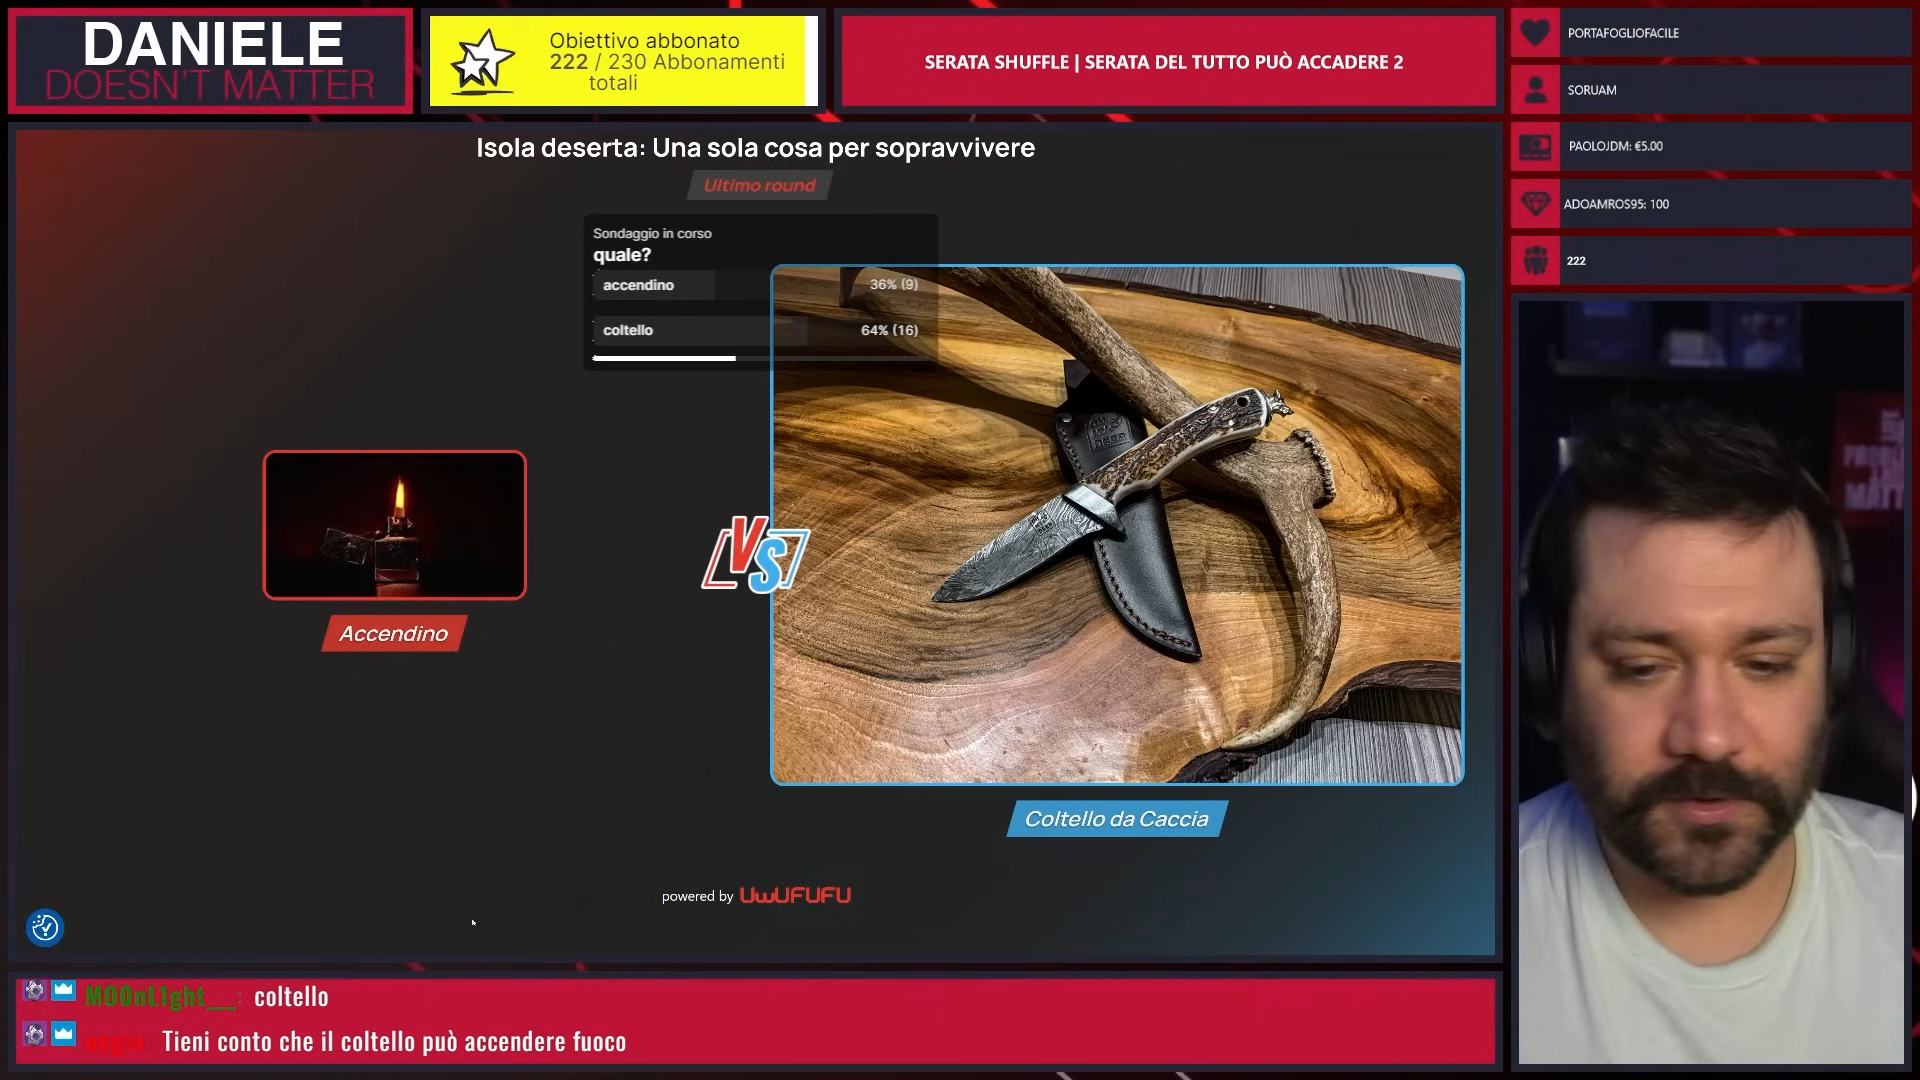 DANIELE
DOESN'T MATTER
Obiettivo abbonato
222 / 230 Abbonamenti
totali
SERATA SHUFFLE | SERATA DEL TUTTO PUÒ ACCADERE 2
PORTAFOGLIOFACILE
SORUAM
PAOLOJDM: €5.00
ADOAMROS95: 100
222
Isola deserta: Una sola cosa per sopravvivere
Ultimo round
Sondaggio in corso
quale?
accendino 36% (9)
coltello 64% (16)
VS
Accendino
Coltello da Caccia
powered by UwUFUFU
M00nL1ght__: coltello
Tieni conto che il coltello può accendere fuoco